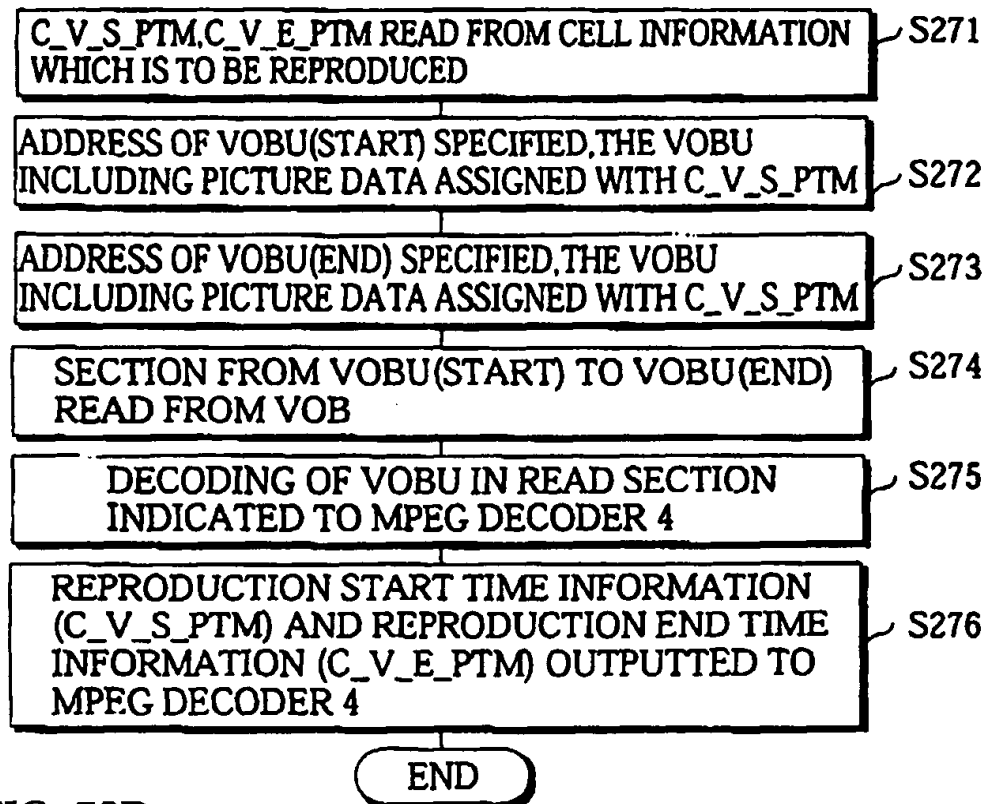 C_V_S_PTM,C_V_E_PTM READ FROM CELL INFORMATION
WHICH IS TO BE REPRODUCED
S271
ADDRESS OF VOBU(START) SPECIFIED,THE VOBU
INCLUDING PICTURE DATA ASSIGNED WITH C_V_S_PTM
S272
ADDRESS OF VOBU(END) SPECIFIED,THE VOBU
INCLUDING PICTURE DATA ASSIGNED WITH C_V_S_PTM
S273
SECTION FROM VOBU(START) TO VOBU(END)
READ FROM VOB
S274
DECODING OF VOBU IN READ SECTION
INDICATED TO MPEG DECODER 4
S275
REPRODUCTION START TIME INFORMATION
(C_V_S_PTM) AND REPRODUCTION END TIME
INFORMATION (C_V_E_PTM) OUTPUTTED TO
MPEG DECODER 4
S276
END